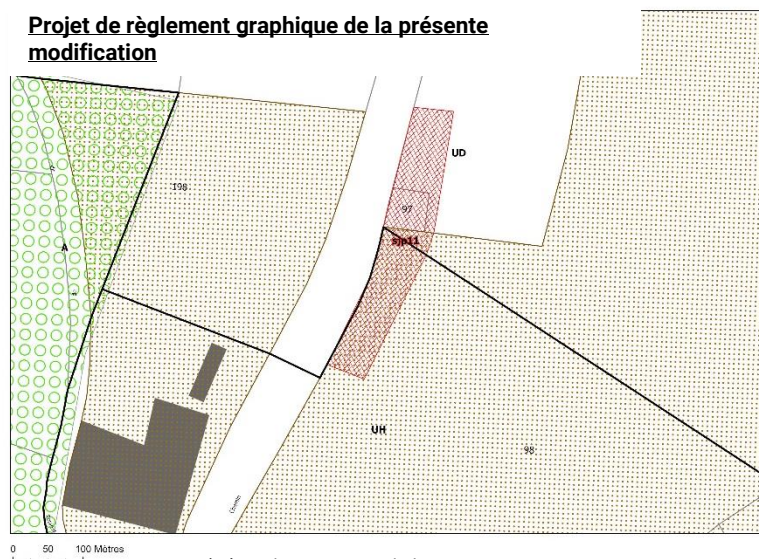 Projet de règlement graphique de la présente
modification
UD
198
97
sjp11
A
UH
98
0 50 100 Mètres